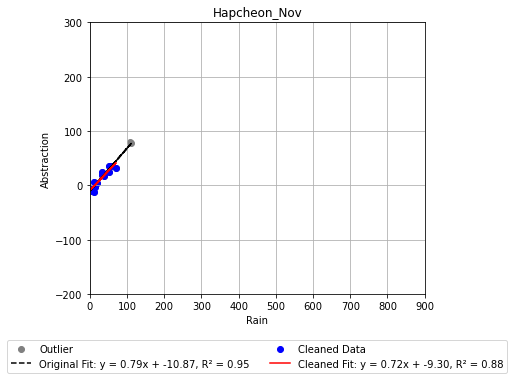 Hapcheon_Nov
300
200
100
0
−100
−200
Abstraction
0 100 200 300 400 500 600 700 800 900
Rain
Outlier
Cleaned Data
Original Fit: y = 0.79x + -10.87, R² = 0.95
Cleaned Fit: y = 0.72x + -9.30, R² = 0.88